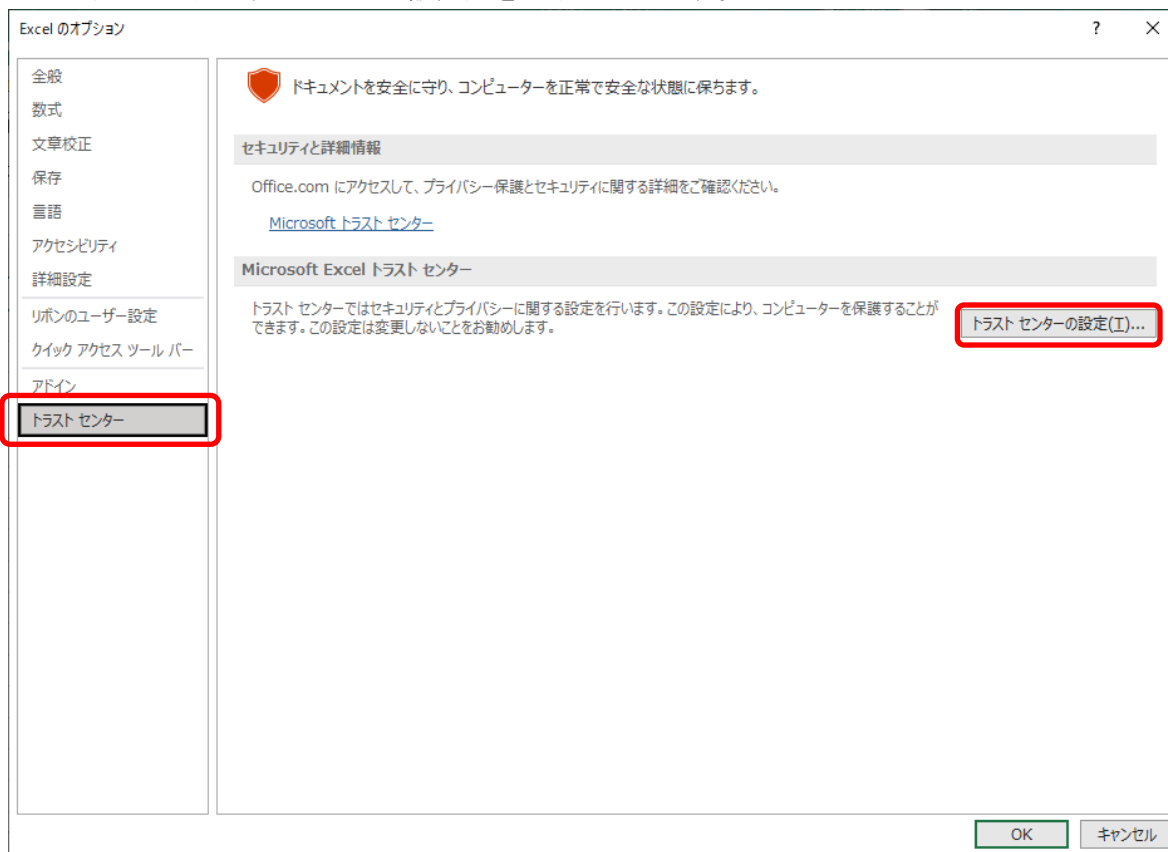 Excel のオプション
? ×
全般
数式
文章校正
保存
言語
アクセシビリティ
詳細設定
リボンのユーザー設定
クイック アクセス ツール バー
アドイン
トラスト センター
ドキュメントを安全に守り、コンピューターを正常で安全な状態に保ちます。
セキュリティと詳細情報
Office.com にアクセスして、プライバシー保護とセキュリティに関する詳細をご確認ください。
Microsoft トラスト センター
Microsoft Excel トラスト センター
トラスト センターではセキュリティとプライバシーに関する設定を行います。この設定により、コンピューターを保護することが
できます。この設定は変更しないことをお勧めします。
トラスト センターの設定(T)...
OK
キャンセル